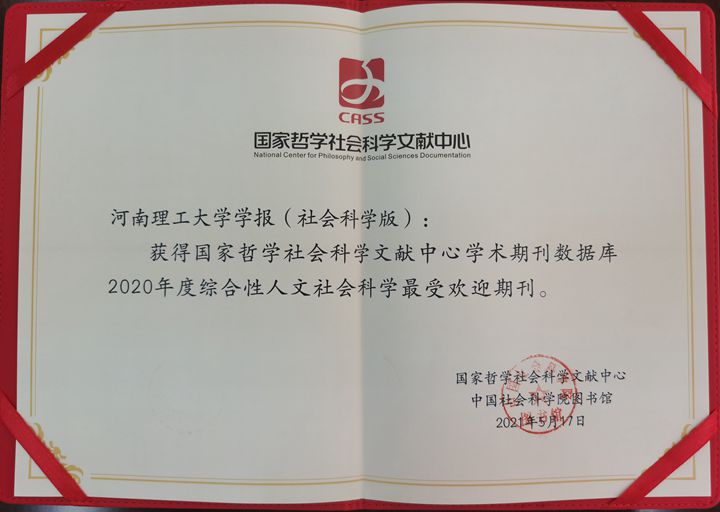 CASS
国家哲学社会科学文献中心
National Center for Philosophy and Social Sciences Documentation
河南理工大学学报（社会科学版）：
获得国家哲学社会科学文献中心学术期刊数据库
2020年度综合性人文社会科学最受欢迎期刊。
国家哲学社会科学文献中心
中国社会科学院图书馆
2021年5月17日